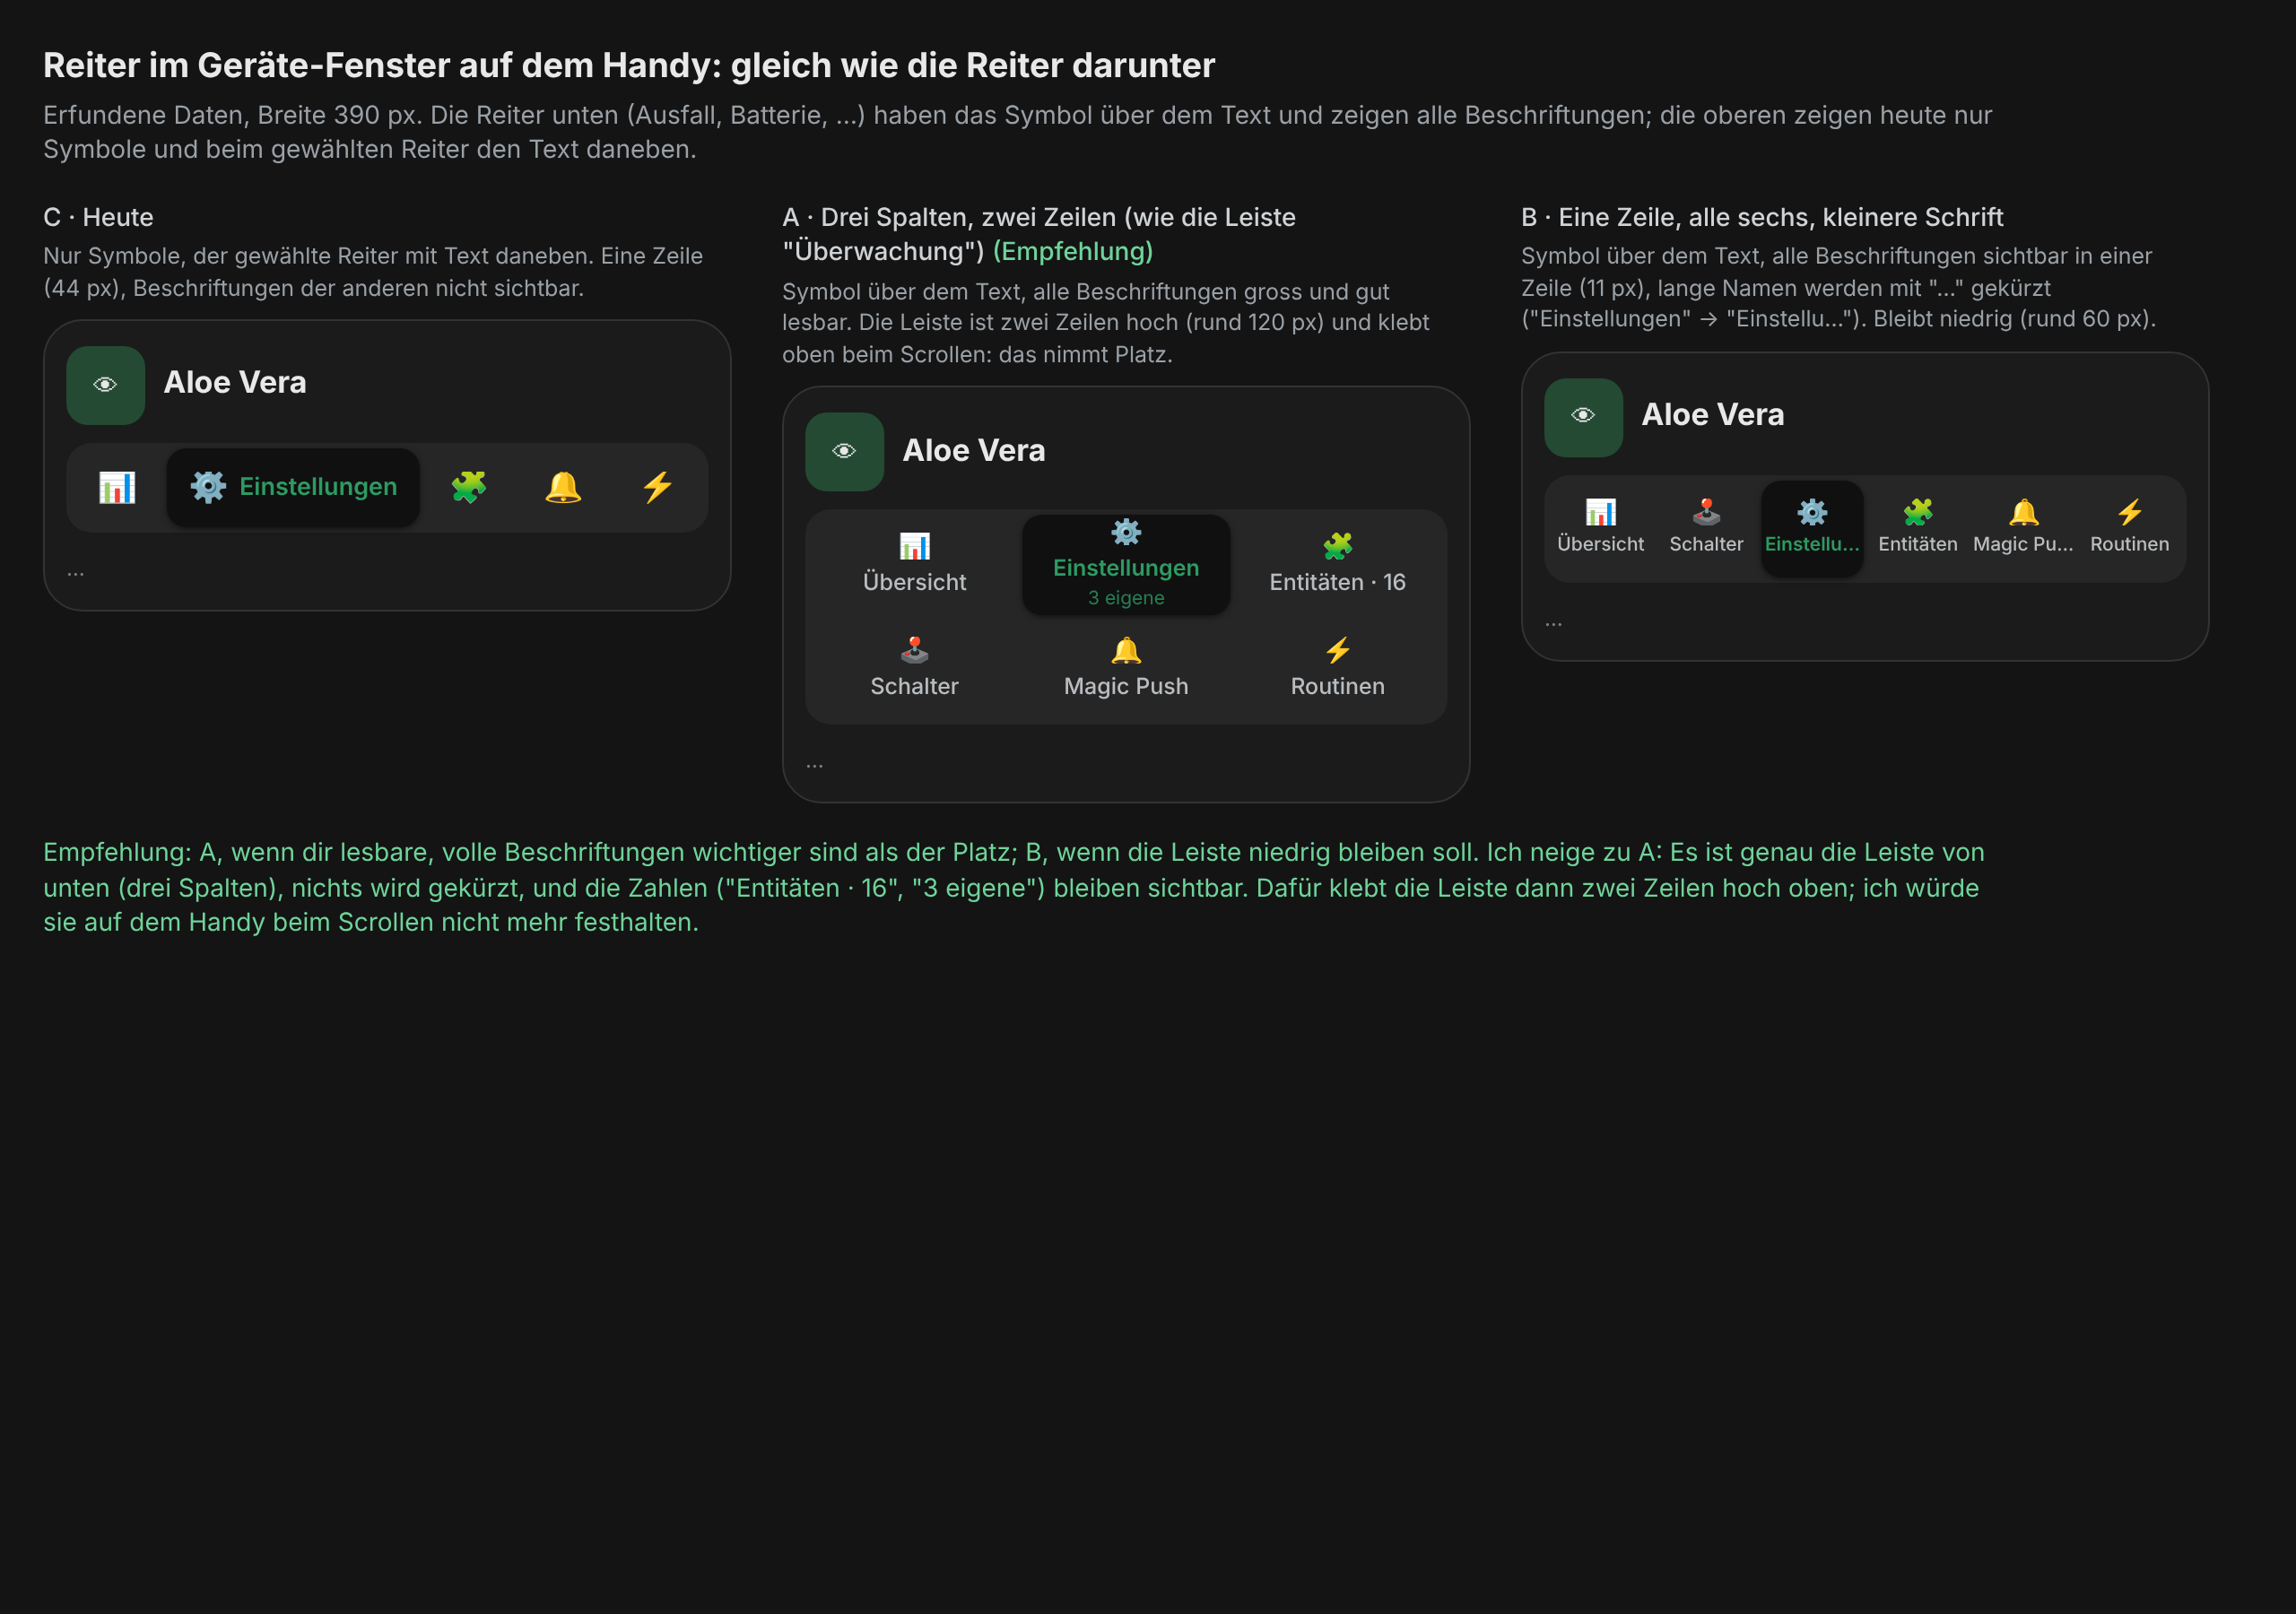 Reiter im Geräte-Fenster auf dem Handy: gleich wie die Reiter darunter
Erfundene Daten, Breite 390 px. Die Reiter unten (Ausfall, Batterie, ...) haben das Symbol über dem Text und zeigen alle Beschriftungen; die oberen zeigen heute nur
Symbole und beim gewählten Reiter den Text daneben.
C · Heute
Nur Symbole, der gewählte Reiter mit Text daneben. Eine Zeile
(44 px), Beschriftungen der anderen nicht sichtbar.
Aloe Vera
Einstellungen
...
A · Drei Spalten, zwei Zeilen (wie die Leiste
"Überwachung") (Empfehlung)
Symbol über dem Text, alle Beschriftungen gross und gut
lesbar. Die Leiste ist zwei Zeilen hoch (rund 120 px) und klebt
oben beim Scrollen: das nimmt Platz.
Aloe Vera
Übersicht
Einstellungen
3 eigene
Entitäten · 16
Schalter
Magic Push
Routinen
...
B · Eine Zeile, alle sechs, kleinere Schrift
Symbol über dem Text, alle Beschriftungen sichtbar in einer
Zeile (11 px), lange Namen werden mit "..." gekürzt
("Einstellungen" → "Einstellu..."). Bleibt niedrig (rund 60 px).
Aloe Vera
Übersicht
Schalter
Einstellu...
Entitäten
Magic Pu...
Routinen
...
Empfehlung: A, wenn dir lesbare, volle Beschriftungen wichtiger sind als der Platz; B, wenn die Leiste niedrig bleiben soll. Ich neige zu A: Es ist genau die Leiste von
unten (drei Spalten), nichts wird gekürzt, und die Zahlen ("Entitäten · 16", "3 eigene") bleiben sichtbar. Dafür klebt die Leiste dann zwei Zeilen hoch oben; ich würde
sie auf dem Handy beim Scrollen nicht mehr festhalten.